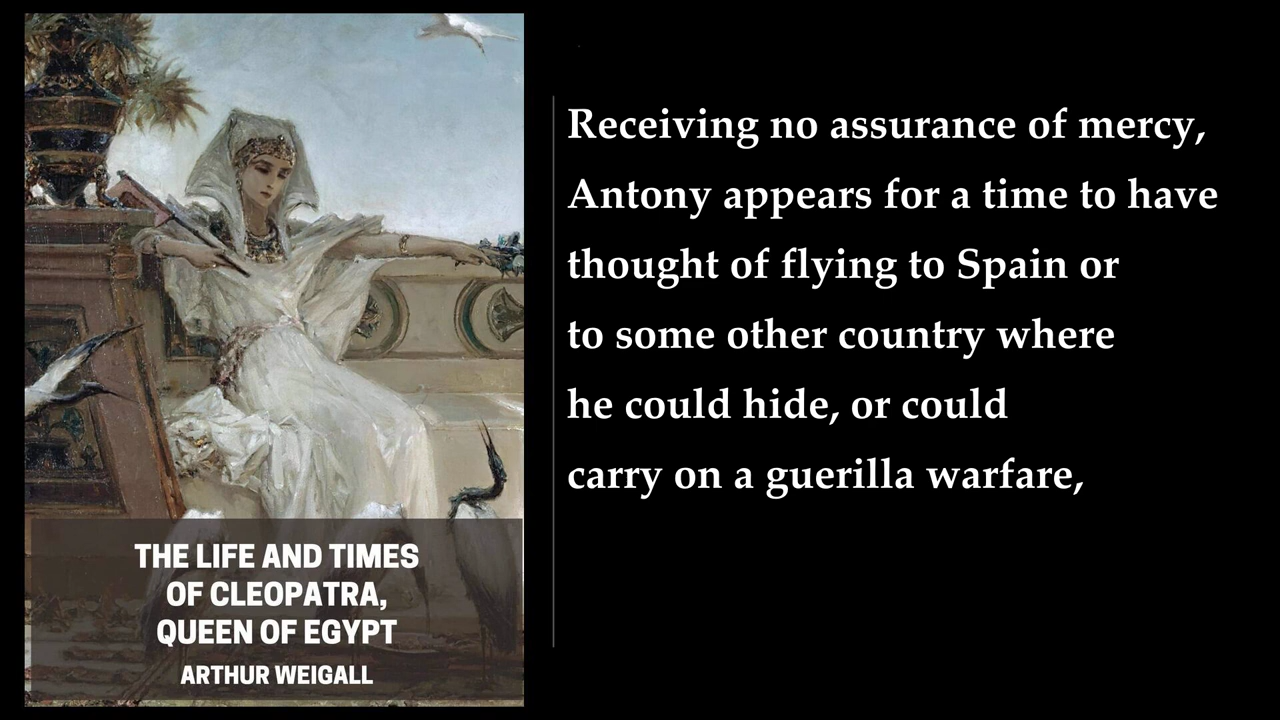 Receiving no assurance of mercy,
Antony appears for a time to have
thought of flying to Spain or
to some other country where
he could hide, or could
carry on a guerilla warfare,
THE LIFE AND TIMES
OF CLEOPATRA,
QUEEN OF EGYPT
ARTHUR WEIGALL